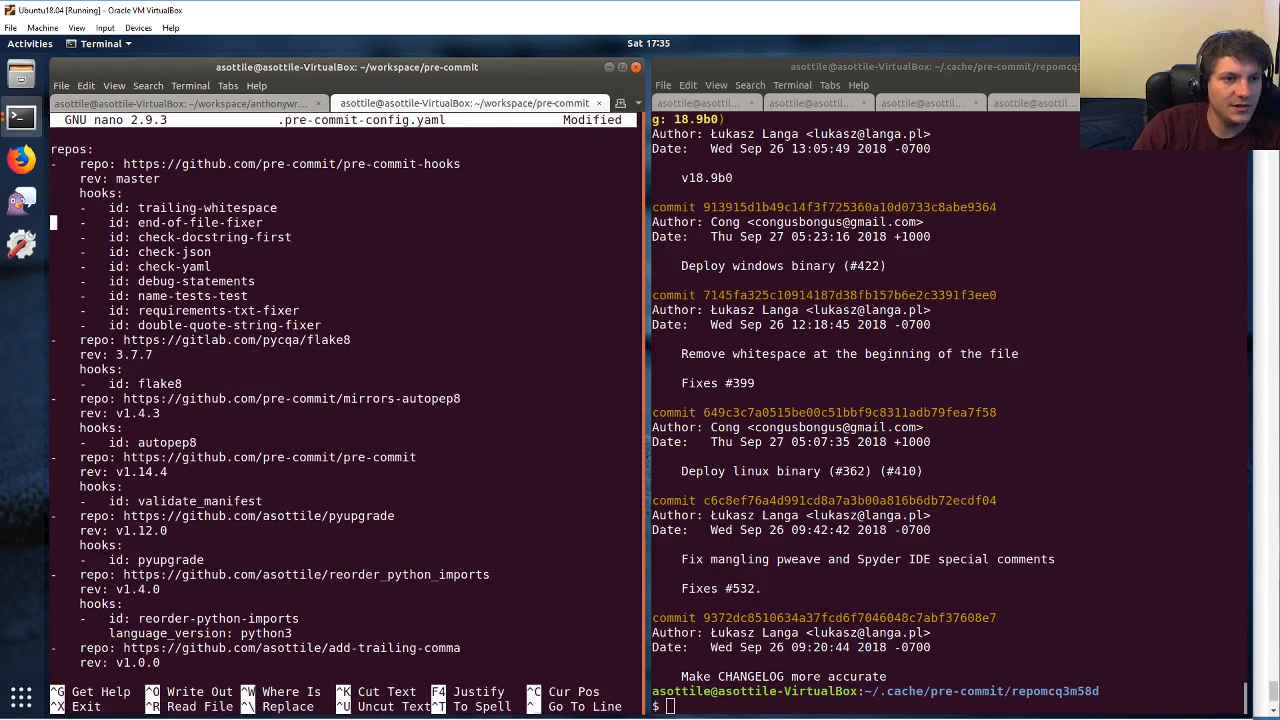 Ubuntu18.04 [Running] - Oracle VM VirtualBox
File Machine View Input Devices Help
Activities Terminal Sat 17:35
asottile@asottile-VirtualBox: ~/workspace/pre-commit
File Edit View Search Terminal Tabs Help
asottile@asottile-VirtualBox: ~/workspace/anthonywr... × asottile@asottile-VirtualBox: ~/workspace/pre-commit ×
GNU nano 2.9.3 .pre-commit-config.yaml Modified
repos:
- repo: https://github.com/pre-commit/pre-commit-hooks
rev: master
hooks:
- id: trailing-whitespace
- id: end-of-file-fixer
- id: check-docstring-first
- id: check-json
- id: check-yaml
- id: debug-statements
- id: name-tests-test
- id: requirements-txt-fixer
- id: double-quote-string-fixer
- repo: https://gitlab.com/pycqa/flake8
rev: 3.7.7
hooks:
- id: flake8
- repo: https://github.com/pre-commit/mirrors-autopep8
rev: v1.4.3
hooks:
- id: autopep8
- repo: https://github.com/pre-commit/pre-commit
rev: v1.14.4
hooks:
- id: validate_manifest
- repo: https://github.com/asottile/pyupgrade
rev: v1.12.0
hooks:
- id: pyupgrade
- repo: https://github.com/asottile/reorder_python_imports
rev: v1.4.0
hooks:
- id: reorder-python-imports
language_version: python3
- repo: https://github.com/asottile/add-trailing-comma
rev: v1.0.0
^G Get Help ^O Write Out ^W Where Is ^K Cut Text F4 Justify ^C Cur Pos
^X Exit ^R Read File ^\ Replace ^U Uncut Text ^T To Spell ^_ Go To Line
asottile@asottile-VirtualBox: ~/.cache/pre-commit/repomcq3
File Edit View Search Terminal Tabs Help
asottil... × asottil... × asottil... × asottil...
g: 18.9b0)
Author: Łukasz Langa <lukasz@langa.pl>
Date: Wed Sep 26 13:05:49 2018 -0700
v18.9b0
commit 913915d1b49c14f3f725360a10d0733c8abe9364
Author: Cong <congusbongus@gmail.com>
Date: Thu Sep 27 05:23:16 2018 +1000
Deploy windows binary (#422)
commit 7145fa325c10914187d38fb157b6e2c3391f3ee0
Author: Łukasz Langa <lukasz@langa.pl>
Date: Wed Sep 26 12:18:45 2018 -0700
Remove whitespace at the beginning of the file
Fixes #399
commit 649c3c7a0515be00c51bbf9c8311adb79fea7f58
Author: Cong <congusbongus@gmail.com>
Date: Thu Sep 27 05:07:35 2018 +1000
Deploy linux binary (#362) (#410)
commit c6c8ef76a4d991cd8a7a3b00a816b6db72ecdf04
Author: Łukasz Langa <lukasz@langa.pl>
Date: Wed Sep 26 09:42:42 2018 -0700
Fix mangling pweave and Spyder IDE special comments
Fixes #532.
commit 9372dc8510634a37fcd6f7046048c7abf37608e7
Author: Łukasz Langa <lukasz@langa.pl>
Date: Wed Sep 26 09:20:44 2018 -0700
Make CHANGELOG more accurate
asottile@asottile-VirtualBox:~/.cache/pre-commit/repomcq3m58d
$